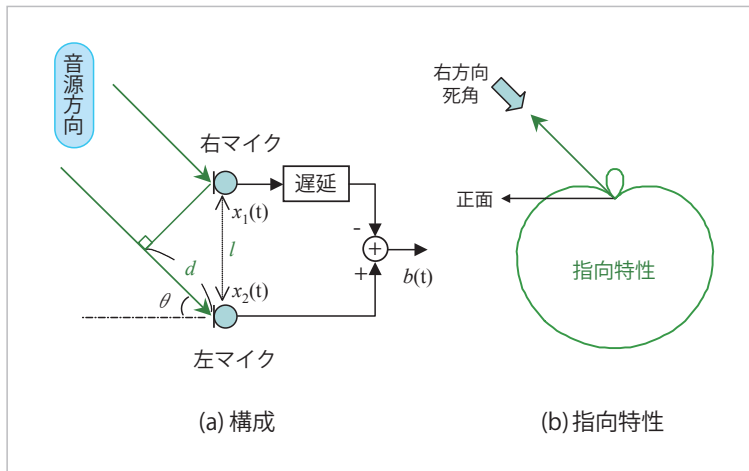 音源方向
右マイク
遅延
x₁(t)
-
l
d
+
+
b(t)
x₂(t)
θ
左マイク
(a) 構成
右方向
死角
正面
指向特性
(b) 指向特性